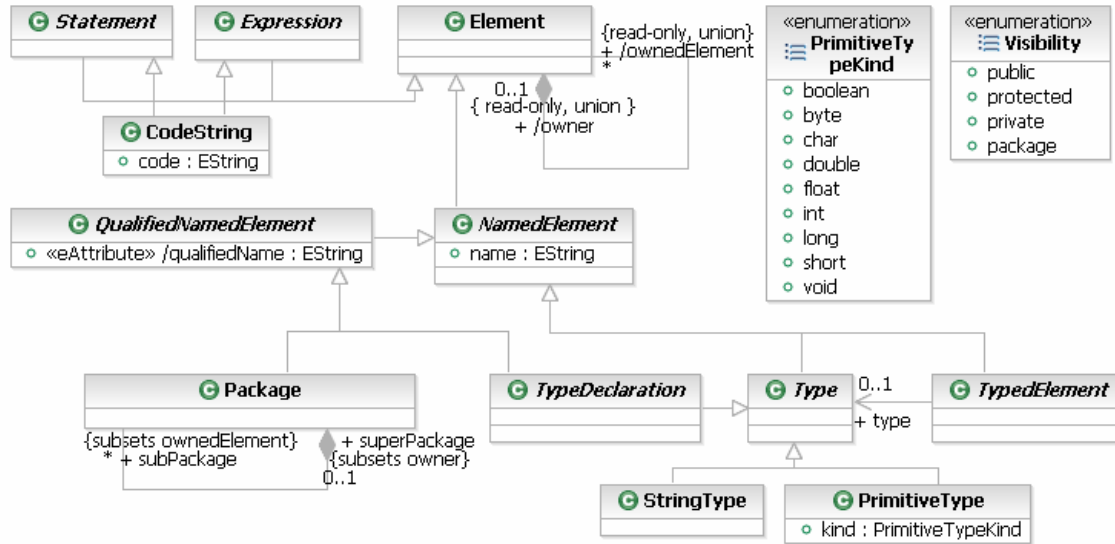 Statement
Expression
Element
{read-only, union}
+ /ownedElement
*
0..1
{ read-only, union }
+ /owner
«enumeration»
PrimitiveTy
peKind
boolean
byte
char
double
float
int
long
short
void
«enumeration»
Visibility
public
protected
private
package
CodeString
code : EString
QualifiedNamedElement
«eAttribute» /qualifiedName : EString
NamedElement
name : EString
Package
{subsets ownedElement}
* + subPackage
+ superPackage
{subsets owner}
0..1
TypeDeclaration
Type
0..1
+ type
TypedElement
StringType
PrimitiveType
kind : PrimitiveTypeKind